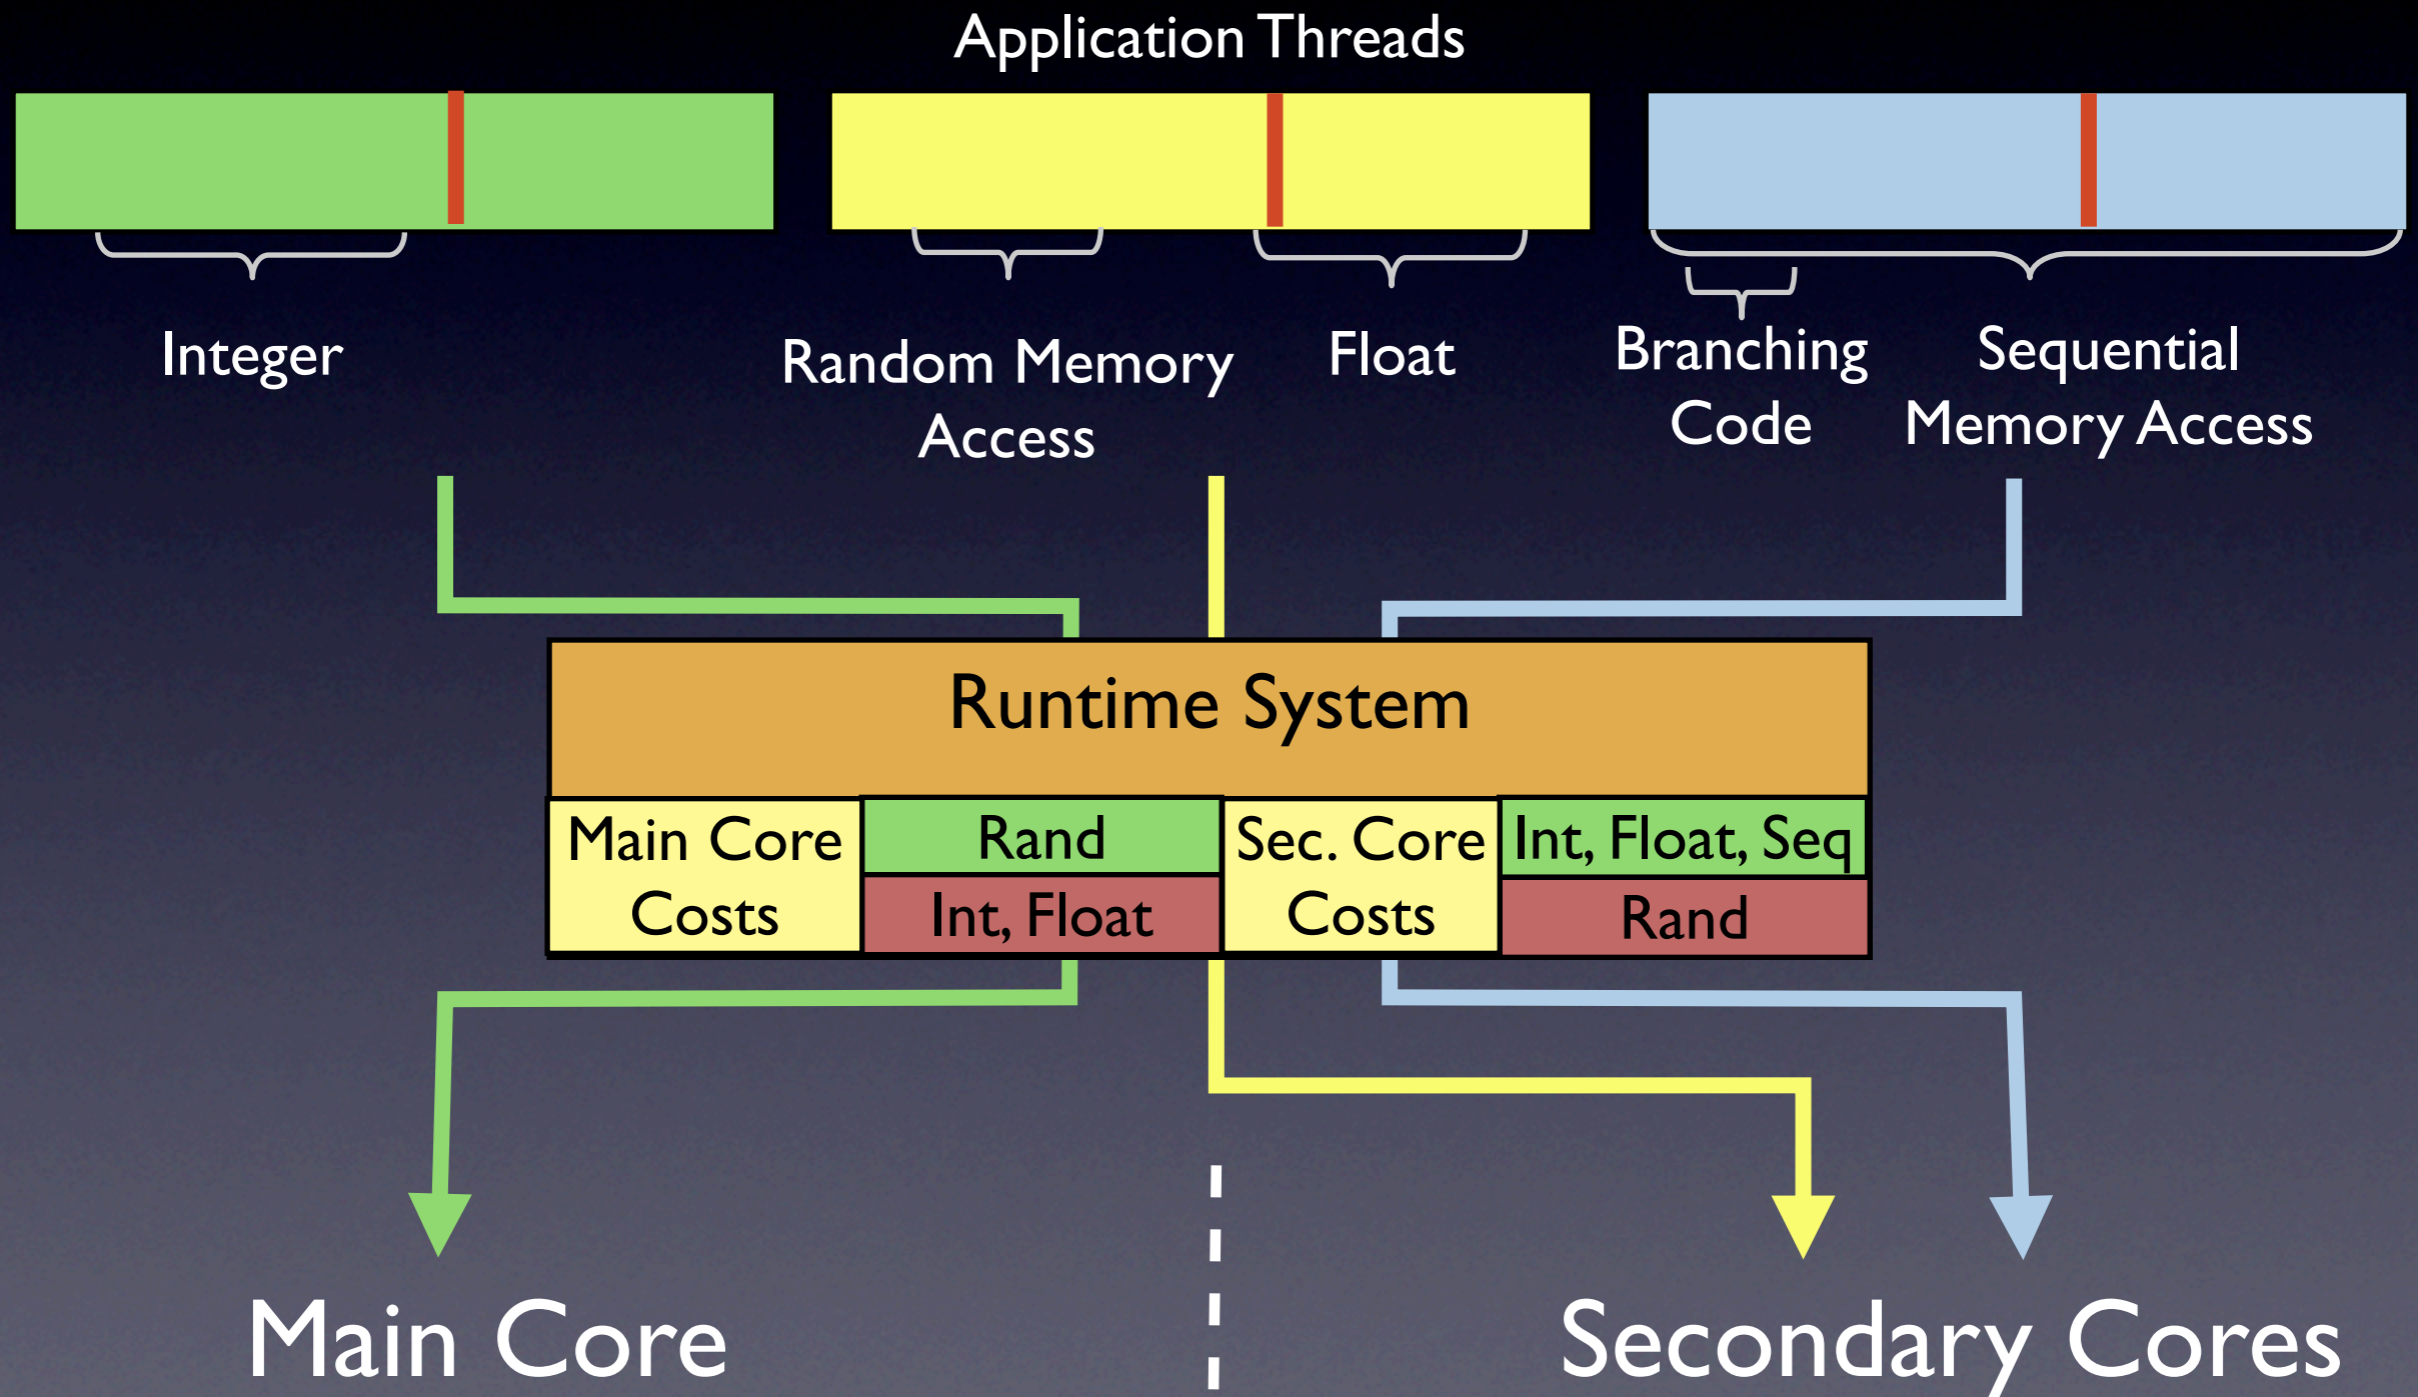 Application Threads
Integer
Random Memory
Access
Float
Branching
Code
Sequential
Memory Access
Runtime System
Main Core
Costs
Rand
Int, Float
Sec. Core
Costs
Int, Float, Seq
Rand
Main Core
Secondary Cores